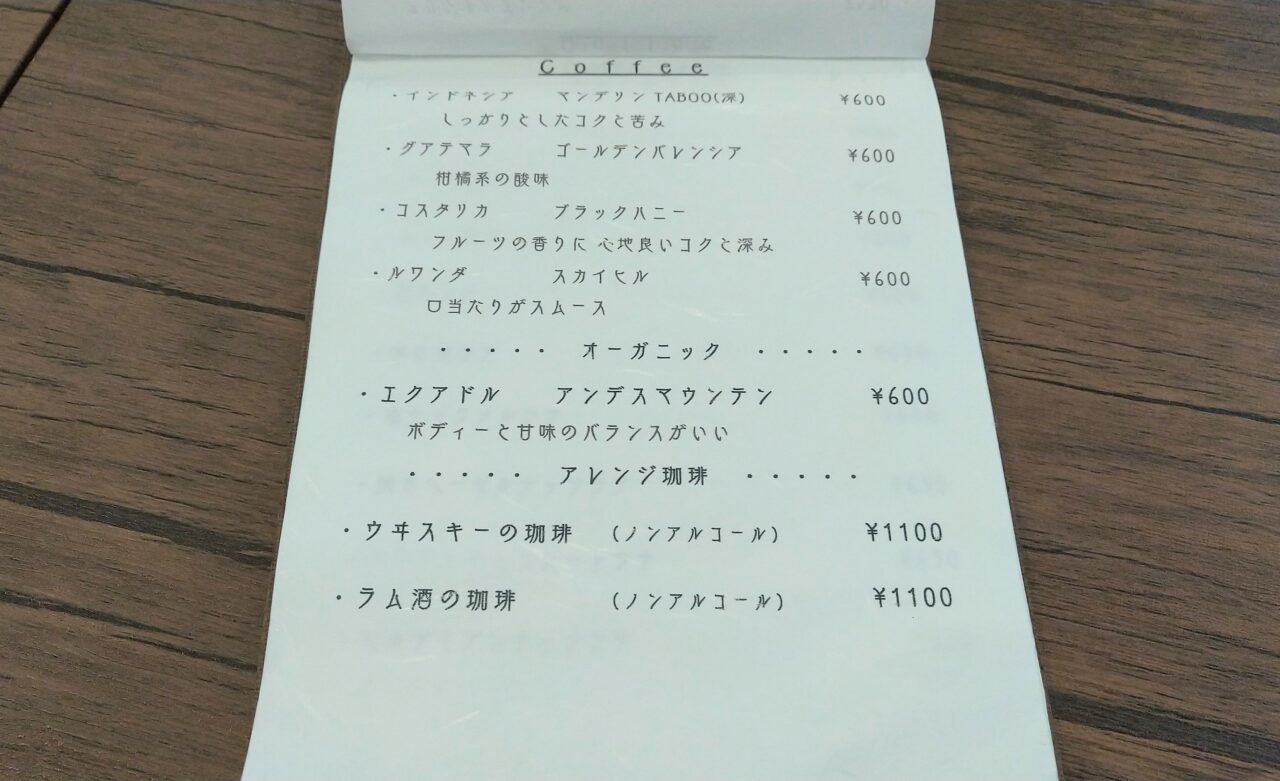 Coffee
・インドネシア マンデリン TABOO(深) ¥600
しっかりとしたコクと苦み
・グアテマラ ゴールデンバレンシア ¥600
柑橘系の酸味
・コスタリカ ブラックハニー ¥600
フルーツの香りに 心地良いコクと深み
・ルワンダ スカイヒル ¥600
口当たりがスムース
・・・・・ オーガニック ・・・・・
・エクアドル アンデスマウンテン ¥600
ボディーと甘味のバランスがいい
・・・・・ アレンジ珈琲 ・・・・・
・ウヰスキーの珈琲 (ノンアルコール) ¥1100
・ラム酒の珈琲 (ノンアルコール) ¥1100